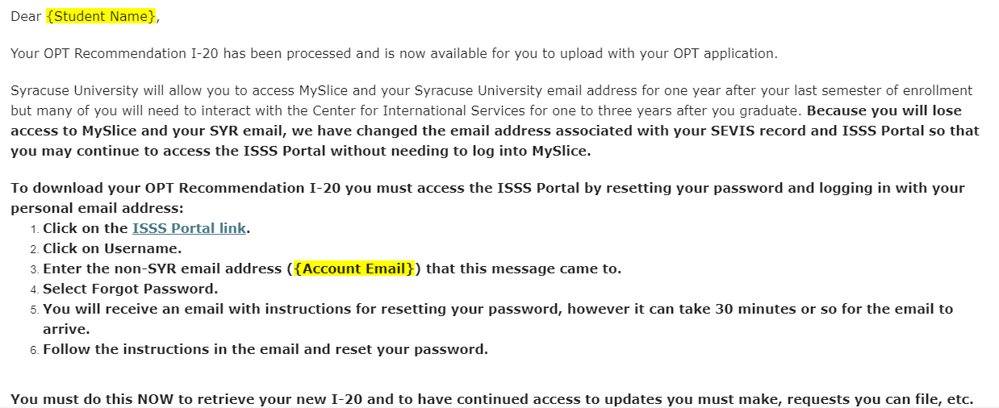 Dear {Student Name},
Your OPT Recommendation I-20 has been processed and is now available for you to upload with your OPT application.
Syracuse University will allow you to access MySlice and your Syracuse University email address for one year after your last semester of enrollment
but many of you will need to interact with the Center for International Services for one to three years after you graduate. Because you will lose
access to MySlice and your SYR email, we have changed the email address associated with your SEVIS record and ISSS Portal so that
you may continue to access the ISSS Portal without needing to log into MySlice.
To download your OPT Recommendation I-20 you must access the ISSS Portal by resetting your password and logging in with your
personal email address:
1. Click on the ISSS Portal link.
2. Click on Username.
3. Enter the non-SYR email address ({Account Email}) that this message came to.
4. Select Forgot Password.
5. You will receive an email with instructions for resetting your password, however it can take 30 minutes or so for the email to
arrive.
6. Follow the instructions in the email and reset your password.
You must do this NOW to retrieve your new I-20 and to have continued access to updates you must make, requests you can file, etc.